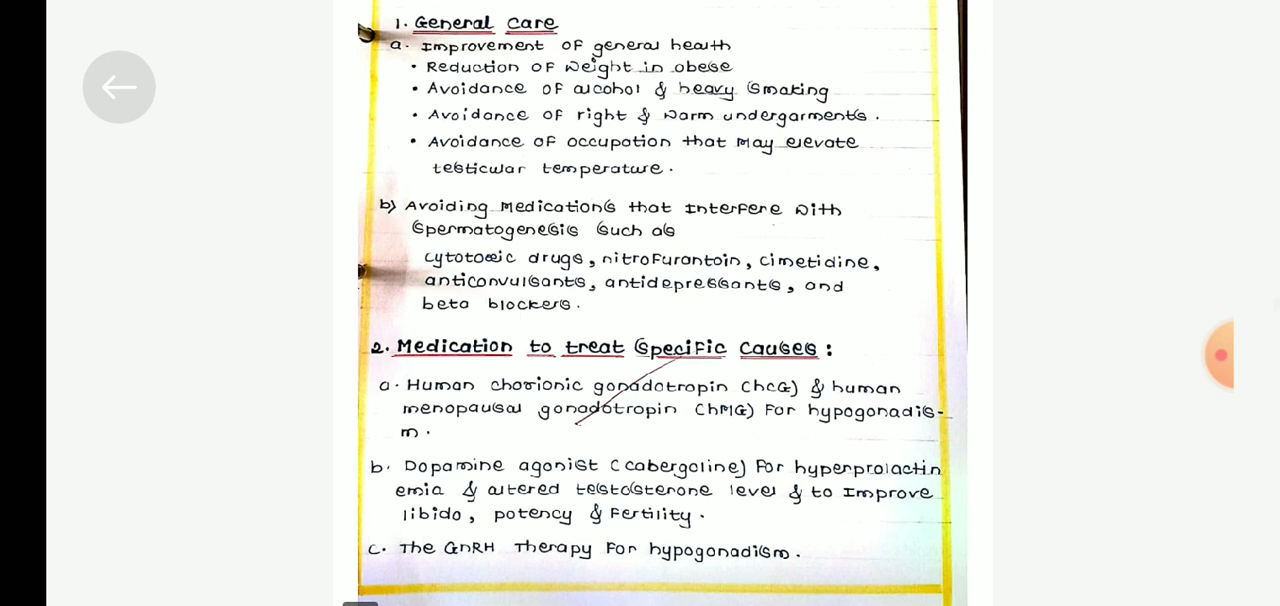 1. General Care
a. Improvement of general health
• Reduction of weight in obese
• Avoidance of alcohol & heavy smoking
• Avoidance of right & warm undergarments.
• Avoidance of occupation that may elevate
testicular temperature.
b) Avoiding medications that interfere with
spermatogenesis such as
cytotoxic drugs, nitrofurantoin, cimetidine,
anticonvulsants, antidepressants, and
beta blockers.
2. Medication to treat specific causes :
a. Human chorionic gonadotropin (hCG) & human
menopausal gonadotropin (hMG) for hypogonadis-
m.
b. Dopamine agonist (cabergoline) for hyperprolactin
emia & altered testosterone level & to improve
libido, potency & fertility.
c. The GnRH Therapy for hypogonadism.